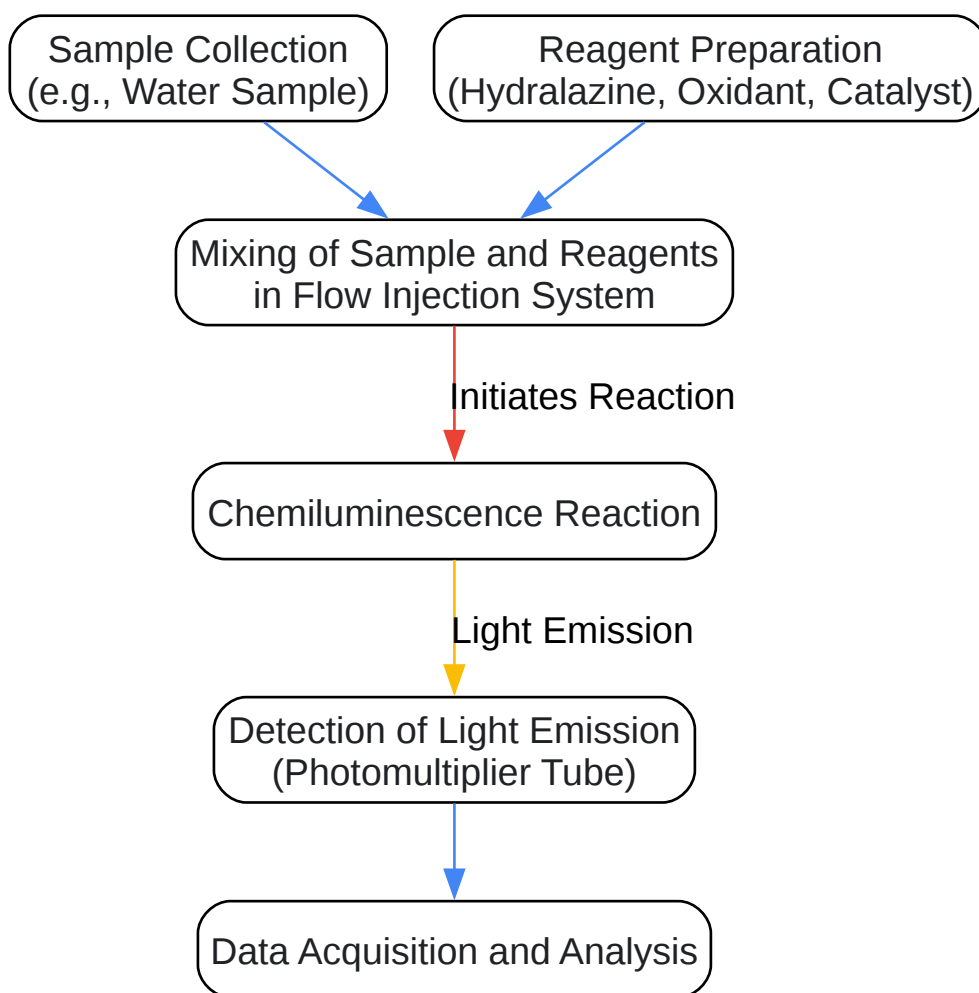 Sample Collection
(e.g., Water Sample)
Reagent Preparation
(Hydralazine, Oxidant, Catalyst)
Mixing of Sample and Reagents
in Flow Injection System
Initiates Reaction
Chemiluminescence Reaction
Light Emission
Detection of Light Emission
(Photomultiplier Tube)
Data Acquisition and Analysis